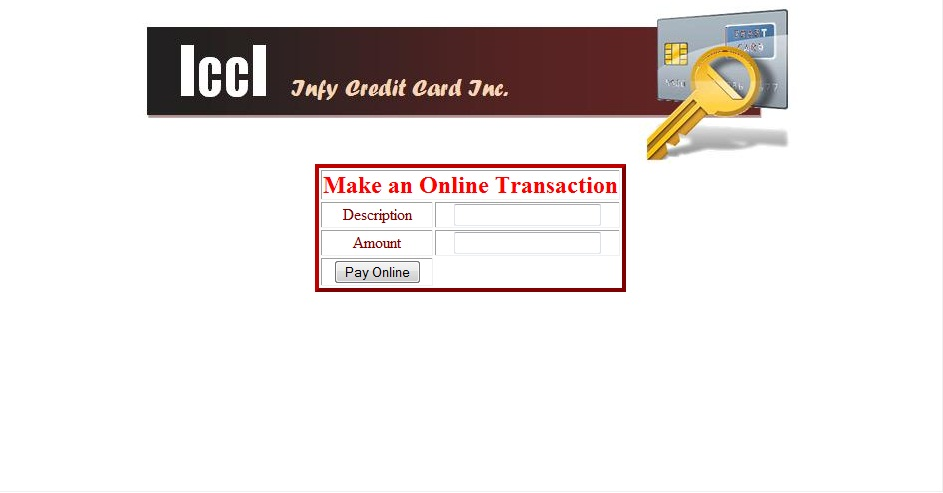 Iccl Infy Credit Card Inc.
Make an Online Transaction
Description
Amount
Pay Online